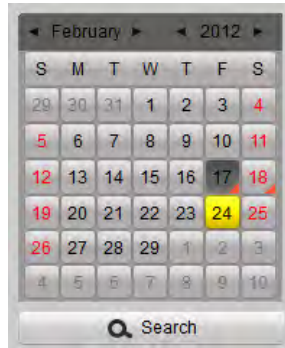 ◄ February ► ◄ 2012 ►
S M T W T F S
29 30 31 1 2 3 4
5 6 7 8 9 10 11
12 13 14 15 16 17 18
19 20 21 22 23 24 25
26 27 28 29 1 2 3
4 5 6 7 8 9 10
Search